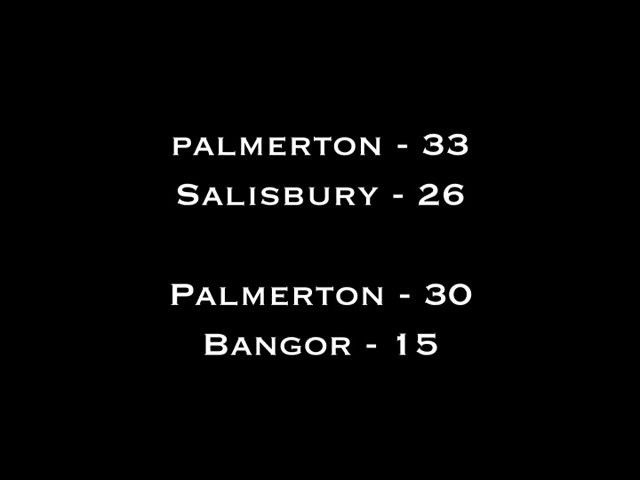 PALMERTON - 33
SALISBURY - 26
PALMERTON - 30
BANGOR - 15